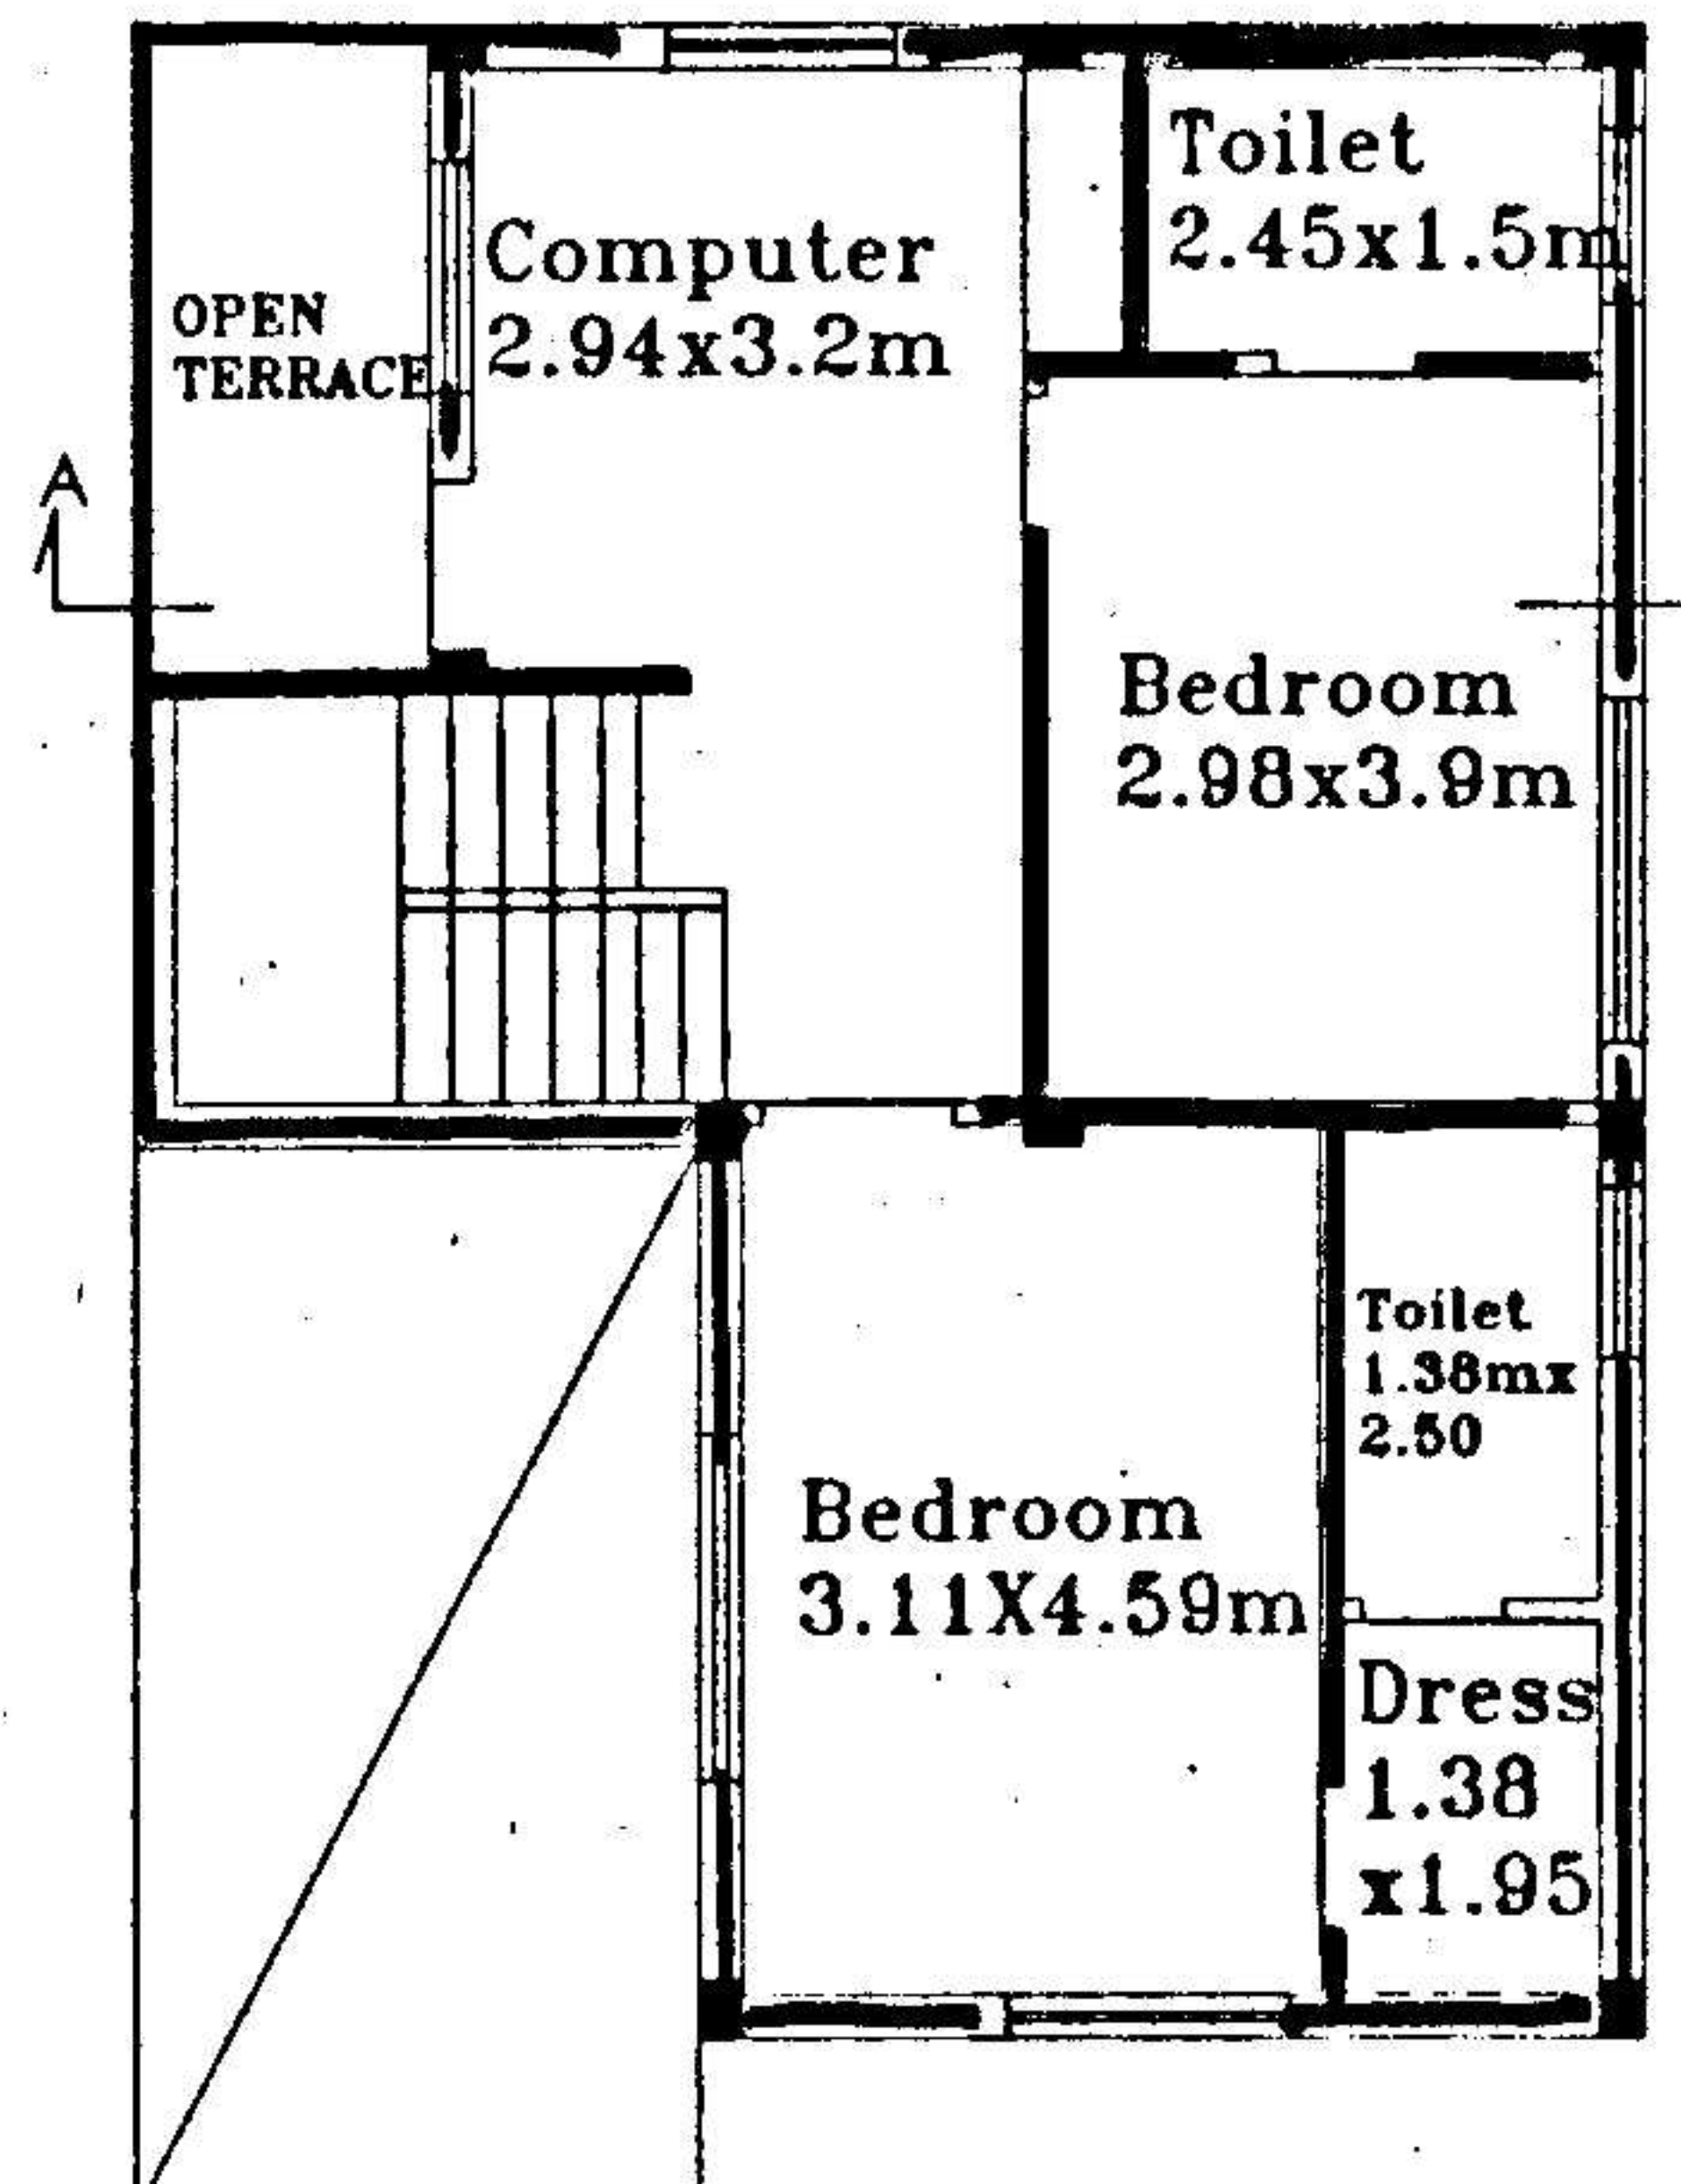 Toilet
2.45x1.5m
Computer
2.94x3.2m
OPEN
TERRACE
A
Bedroom
2.98x3.9m
Toilet
1.38mx
2.50
Bedroom
3.11X4.59m
Dress
1.38
x1.95